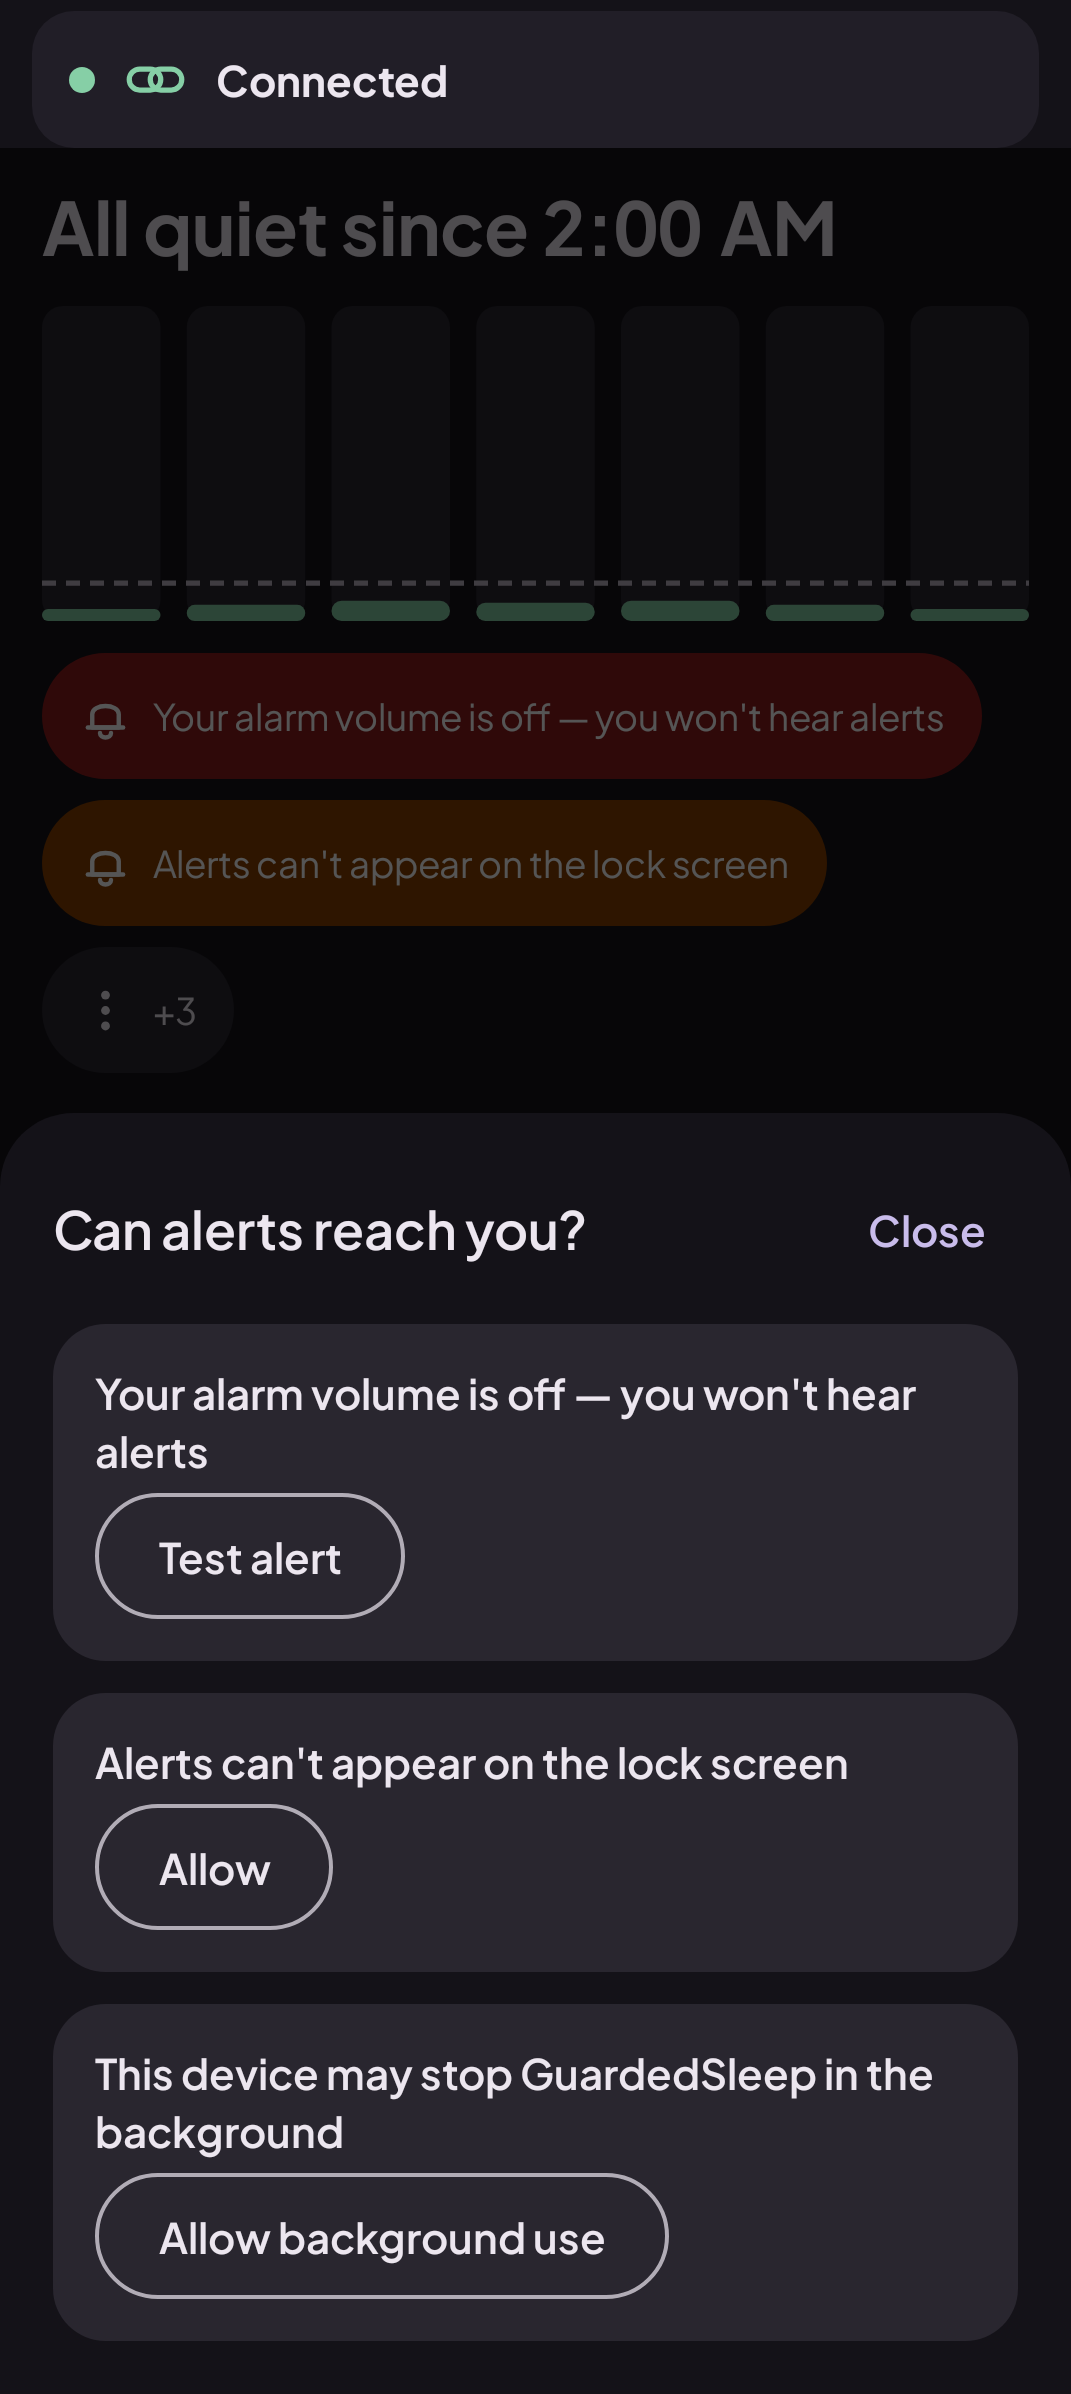 Connected
All quiet since 2:00 AM
Your alarm volume is off — you won't hear alerts
Alerts can't appear on the lock screen
+3
Can alerts reach you?
Close
Your alarm volume is off — you won't hear
alerts
Test alert
Alerts can't appear on the lock screen
Allow
This device may stop GuardedSleep in the
background
Allow background use